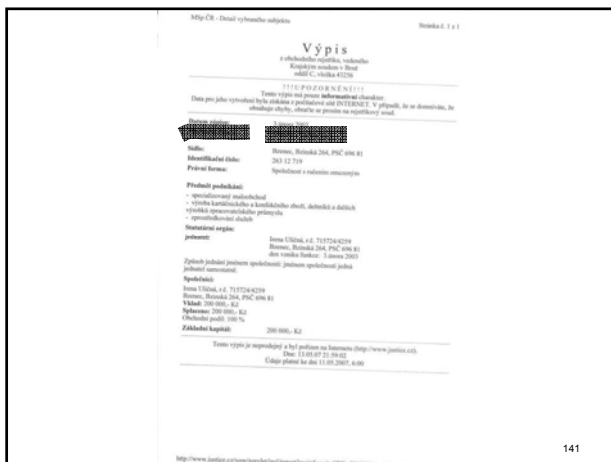 MSp ČR - Detail vybraného subjektu
Stránka č. 1 z 1
Výpis
z obchodního rejstříku, vedeného
Krajským soudem v Brně
oddíl C, vložka 43256
!!!UPOZORNĚNÍ!!!
Tento výpis má pouze informativní charakter.
Data pro jeho vytvoření byla získána z počítačové sítě INTERNET. V případě, že se domníváte, že
obsahuje chyby, obraťte se prosím na rejstříkový soud.
Datum zápisu: 3.února 2003
Sídlo: Brenec, Brinská 264, PSČ 696 81
Identifikační číslo: 263 12 719
Právní forma: Společnost s ručením omezeným
Předmět podnikání:
- specializovaný maloobchod
- výroba kartáčnického a konfekčního zboží, deštníků a dalších
výrobků zpracovatelského průmyslu
- zprostředkování služeb
Statutární orgán:
jednatel: Irena Uličná, r.č. 715724/4259
Brenec, Brinská 264, PSČ 696 81
den vzniku funkce: 3.února 2003
Způsob jednání jménem společnosti: jménem společnosti jedná
jednatel samostatně.
Společníci:
Irena Uličná, r.č. 715724/4259
Brenec, Brinská 264, PSČ 696 81
Vklad: 200 000,- Kč
Splaceno: 200 000,- Kč
Obchodní podíl: 100 %
Základní kapitál: 200 000,- Kč
Tento výpis je neprodejný a byl pořízen na Internetu (http://www.justice.cz).
Dne: 13.05.07 21:59:02
Údaje platné ke dni 11.05.2007, 6:00
141